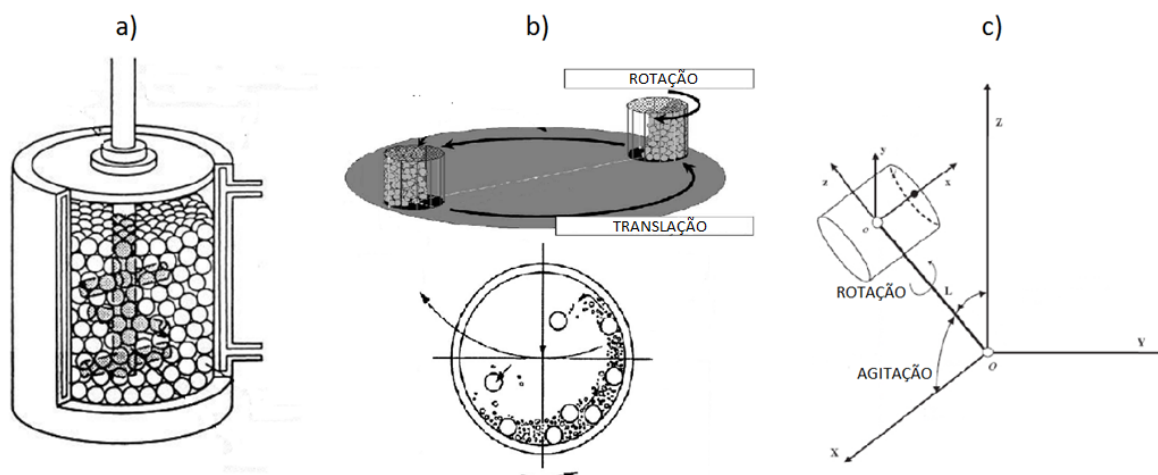 a)
b)
c)
ROTAÇÃO
TRANSLAÇÃO
Z
y
z
x
o
ROTAÇÃO
L
AGITAÇÃO
O
Y
X